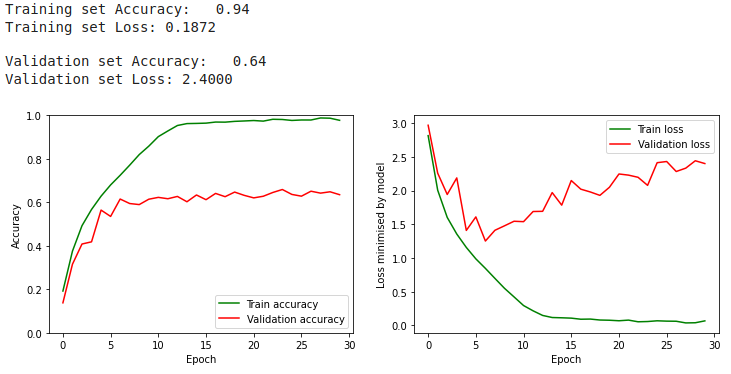 Training set Accuracy: 0.94
Training set Loss: 0.1872
Validation set Accuracy: 0.64
Validation set Loss: 2.4000
1.0
0.8
0.6
0.4
0.2
0.0
Accuracy
0 5 10 15 20 25 30
Epoch
Train accuracy
Validation accuracy
3.0
2.5
2.0
1.5
1.0
0.5
0.0
Loss minimised by model
0 5 10 15 20 25 30
Epoch
Train loss
Validation loss